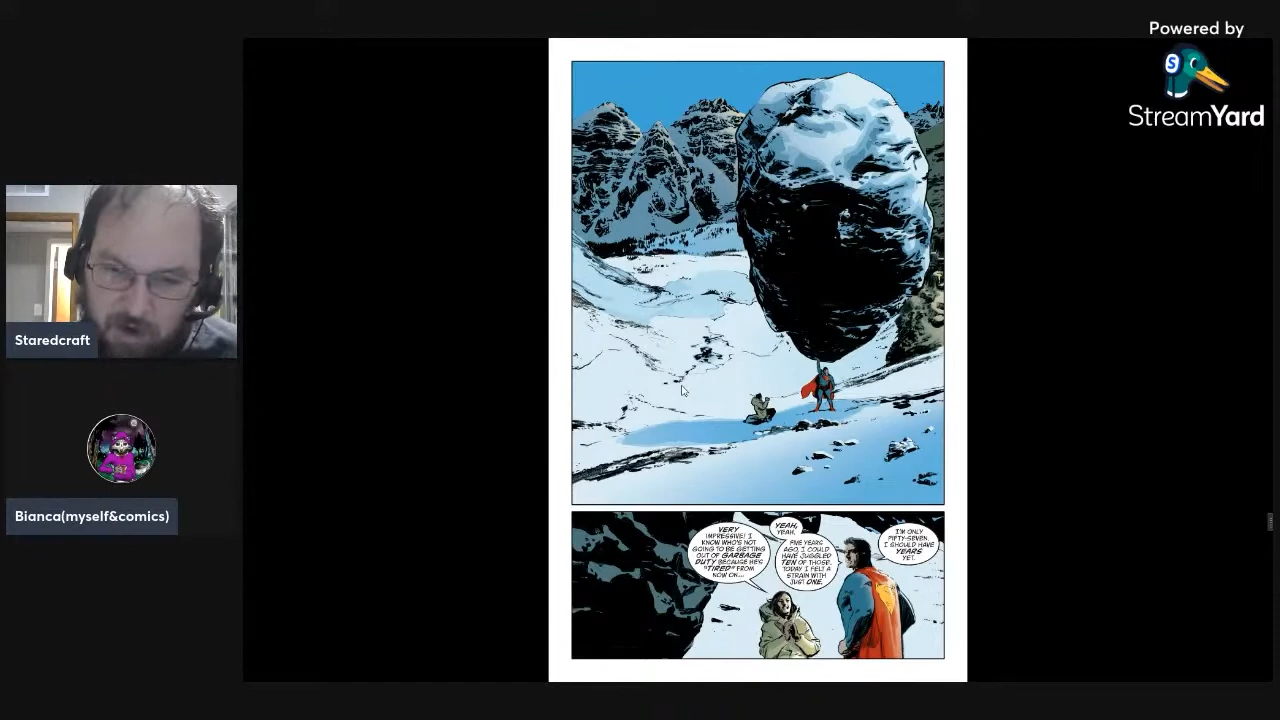 Powered by
S
StreamYard
Staredcraft
Bianca(myself&comics)
VERY
IMPRESSIVE! I
KNOW WHO'S NOT
GOING TO BE GETTING
OUT OF GARBAGE
DUTY BECAUSE HE'S
"TIRED" FROM
NOW ON...
YEAH,
YEAH.
FIVE YEARS
AGO, I COULD
HAVE JUGGLED
TEN OF THOSE.
TODAY I FELT A
STRAIN WITH
JUST ONE.
I'M ONLY
FIFTY-SEVEN.
I SHOULD HAVE
YEARS
YET.